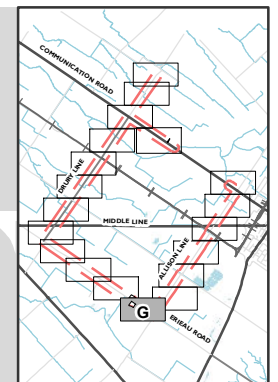 COMMUNICATION ROAD
DRURY LINE
MIDDLE LINE
ALLISON LINE
G
ERIEAU ROAD